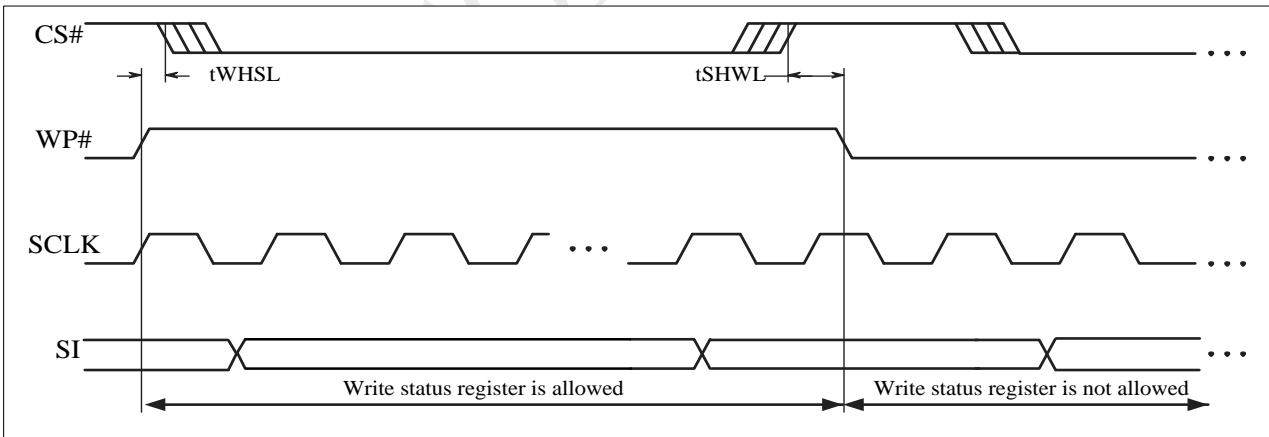 CS#
tWHSL
tSHWL
WP#
SCLK
SI
Write status register is allowed
Write status register is not allowed